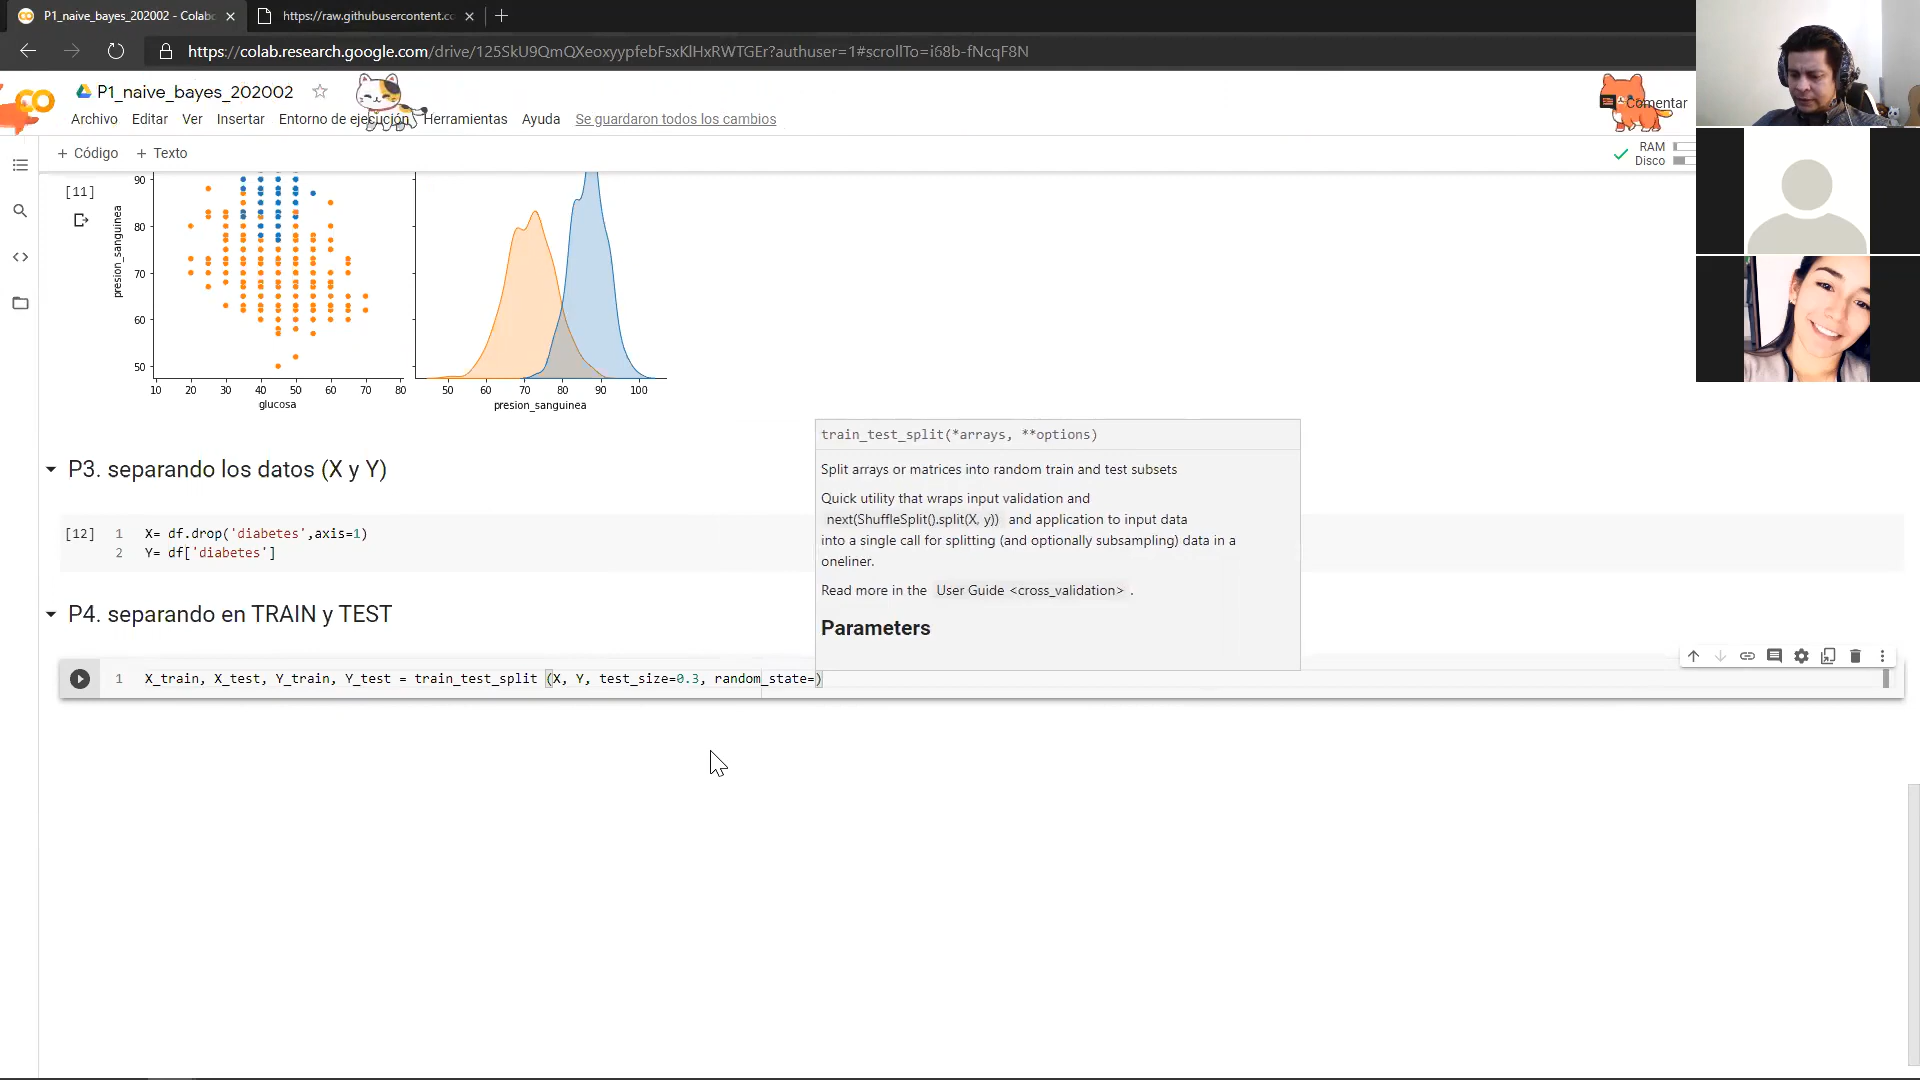 P1_naive_bayes_202002 - Colab
https://raw.githubusercontent.co
https://colab.research.google.com/drive/125SkU9QmQXeoxyypfebFsxKlHxRWTGEr?authuser=1#scrollTo=i68b-fNcqF8N
P1_naive_bayes_202002
Comentar
Archivo Editar Ver Insertar Entorno de ejecución Herramientas Ayuda Se guardaron todos los cambios
+ Código + Texto
RAM
Disco
[11]
90
80
70
60
50
presion_sanguinea
10 20 30 40 50 60 70 80
glucosa
50 60 70 80 90 100
presion_sanguinea
train_test_split(*arrays, **options)
Split arrays or matrices into random train and test subsets
Quick utility that wraps input validation and
next(ShuffleSplit().split(X, y)) and application to input data
into a single call for splitting (and optionally subsampling) data in a
oneliner.
Read more in the User Guide <cross_validation> .
Parameters
P3. separando los datos (X y Y)
[12] 1 X= df.drop('diabetes',axis=1)
2 Y= df['diabetes']
P4. separando en TRAIN y TEST
1 X_train, X_test, Y_train, Y_test = train_test_split (X, Y, test_size=0.3, random_state=)